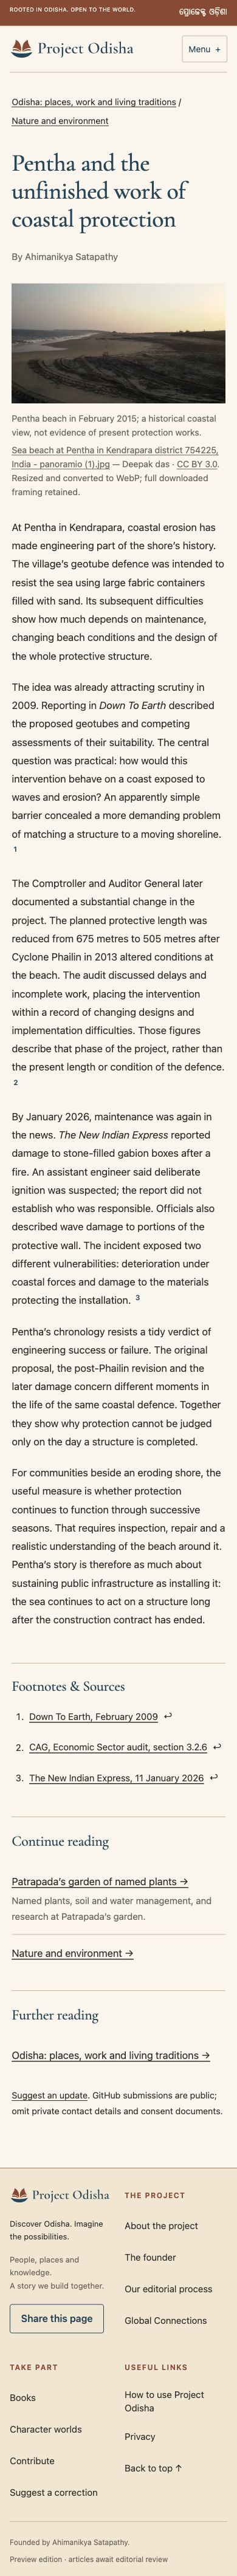 ROOTED IN ODISHA. OPEN TO THE WORLD.
ପ୍ରୋଜେକ୍ଟ ଓଡ଼ିଶା
Project Odisha
Menu +
Odisha: places, work and living traditions /
Nature and environment
Pentha and the
unfinished work of
coastal protection
By Ahimanikya Satapathy
Pentha beach in February 2015; a historical coastal
view, not evidence of present protection works.
Sea beach at Pentha in Kendrapara district 754225,
India - panoramio (1).jpg — Deepak das · CC BY 3.0.
Resized and converted to WebP; full downloaded
framing retained.
At Pentha in Kendrapara, coastal erosion has
made engineering part of the shore's history.
The village's geotube defence was intended to
resist the sea using large fabric containers
filled with sand. Its subsequent difficulties
show how much depends on maintenance,
changing beach conditions and the design of
the whole protective structure.
The idea was already attracting scrutiny in
2009. Reporting in Down To Earth described
the proposed geotubes and competing
assessments of their suitability. The central
question was practical: how would this
intervention behave on a coast exposed to
waves and erosion? An apparently simple
barrier concealed a more demanding problem
of matching a structure to a moving shoreline.
1
The Comptroller and Auditor General later
documented a substantial change in the
project. The planned protective length was
reduced from 675 metres to 505 metres after
Cyclone Phailin in 2013 altered conditions at
the beach. The audit discussed delays and
incomplete work, placing the intervention
within a record of changing designs and
implementation difficulties. Those figures
describe that phase of the project, rather than
the present length or condition of the defence.
2
By January 2026, maintenance was again in
the news. The New Indian Express reported
damage to stone-filled gabion boxes after a
fire. An assistant engineer said deliberate
ignition was suspected; the report did not
establish who was responsible. Officials also
described wave damage to portions of the
protective wall. The incident exposed two
different vulnerabilities: deterioration under
coastal forces and damage to the materials
protecting the installation. 3
Pentha's chronology resists a tidy verdict of
engineering success or failure. The original
proposal, the post-Phailin revision and the
later damage concern different moments in
the life of the same coastal defence. Together
they show why protection cannot be judged
only on the day a structure is completed.
For communities beside an eroding shore, the
useful measure is whether protection
continues to function through successive
seasons. That requires inspection, repair and a
realistic understanding of the beach around it.
Pentha's story is therefore as much about
sustaining public infrastructure as installing it:
the sea continues to act on a structure long
after the construction contract has ended.
Footnotes & Sources
1. Down To Earth, February 2009 ↩
2. CAG, Economic Sector audit, section 3.2.6 ↩
3. The New Indian Express, 11 January 2026 ↩
Continue reading
Patrapada's garden of named plants →
Named plants, soil and water management, and
research at Patrapada's garden.
Nature and environment →
Further reading
Odisha: places, work and living traditions →
Suggest an update. GitHub submissions are public;
omit private contact details and consent documents.
Project Odisha
Discover Odisha. Imagine
the possibilities.
People, places and
knowledge.
A story we build together.
Share this page
THE PROJECT
About the project
The founder
Our editorial process
Global Connections
TAKE PART
Books
Character worlds
Contribute
Suggest a correction
USEFUL LINKS
How to use Project
Odisha
Privacy
Back to top ↑
Founded by Ahimanikya Satapathy.
Preview edition · articles await editorial review